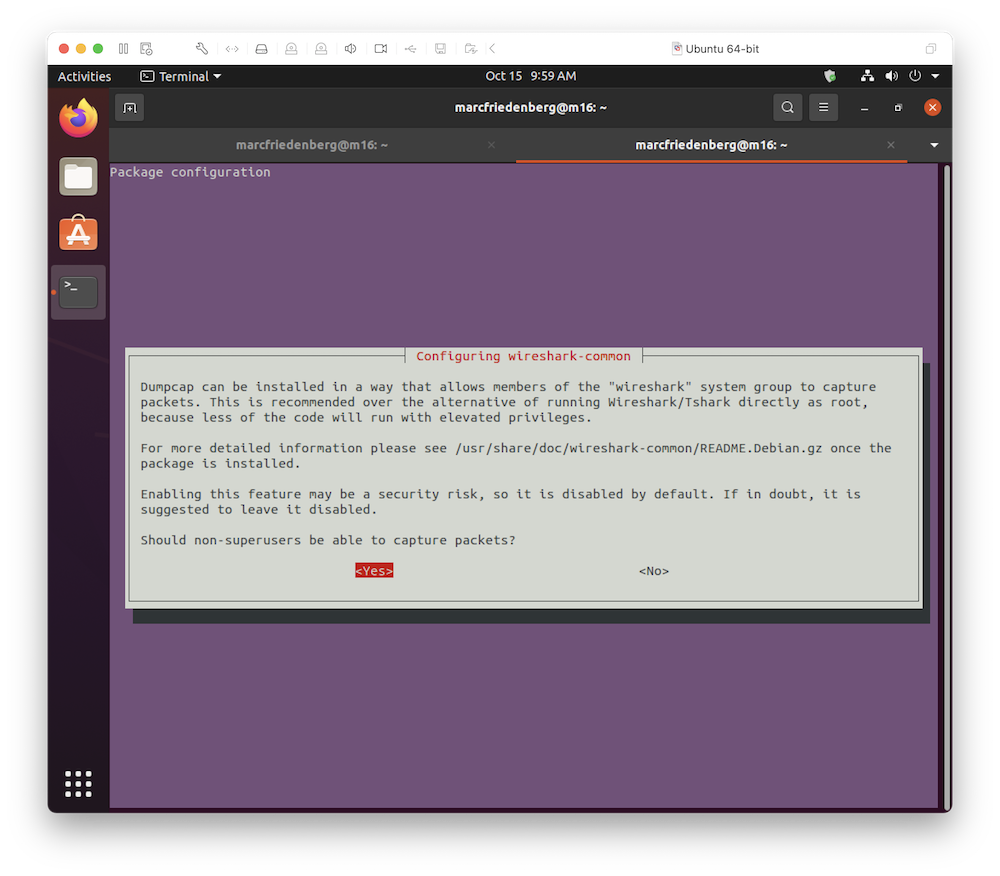 Ubuntu 64-bit
Activities
Terminal
Oct 15 9:59 AM
marcfriedenberg@m16: ~
marcfriedenberg@m16: ~
marcfriedenberg@m16: ~
Package configuration
Configuring wireshark-common
Dumpcap can be installed in a way that allows members of the "wireshark" system group to capture
packets. This is recommended over the alternative of running Wireshark/Tshark directly as root,
because less of the code will run with elevated privileges.
For more detailed information please see /usr/share/doc/wireshark-common/README.Debian.gz once the
package is installed.
Enabling this feature may be a security risk, so it is disabled by default. If in doubt, it is
suggested to leave it disabled.
Should non-superusers be able to capture packets?
<Yes> <No>